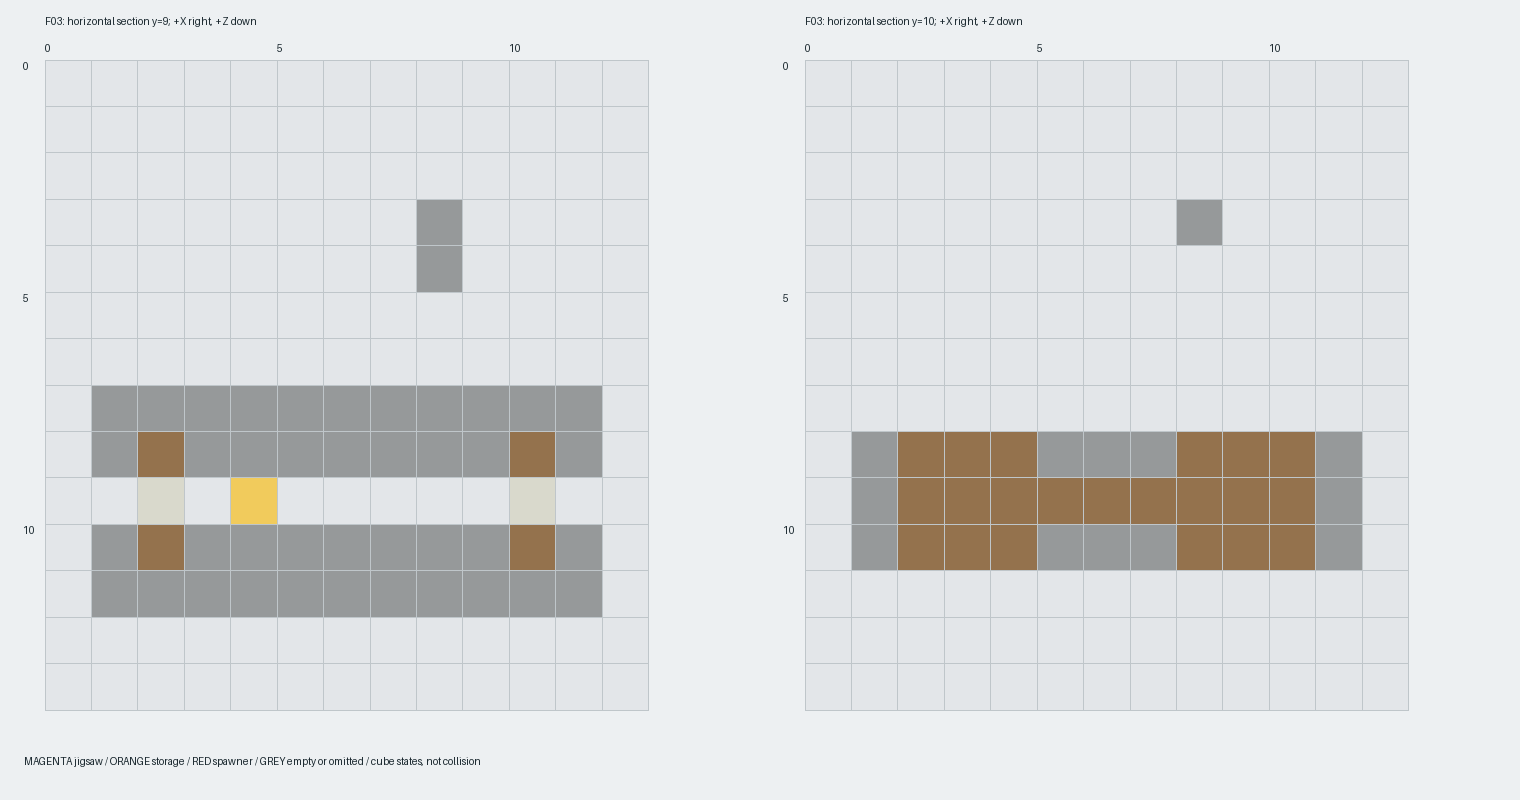 F03: horizontal section y=9; +X right, +Z down
F03: horizontal section y=10; +X right, +Z down
0 5 10
0 5 10
0
0
5
5
10
10
MAGENTA jigsaw / ORANGE storage / RED spawner / GREY empty or omitted / cube states, not collision